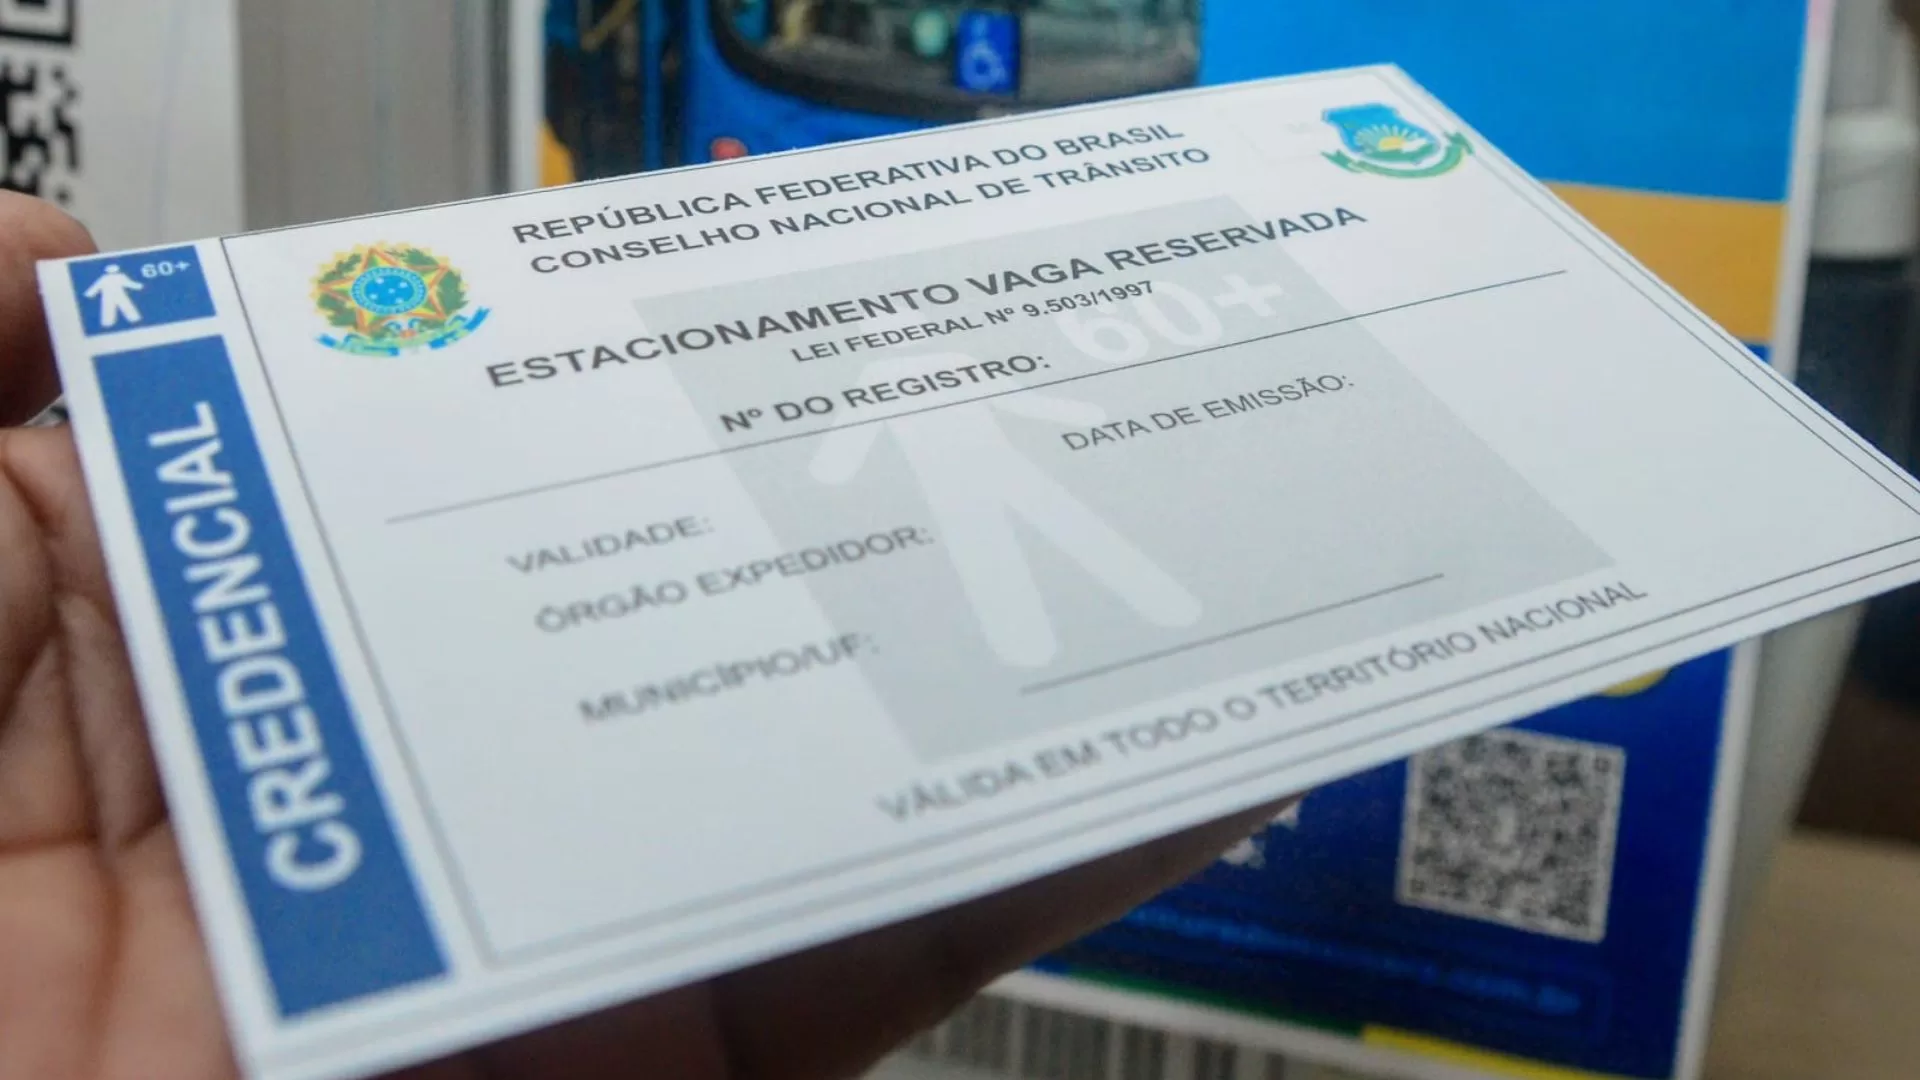 60+
CREDENCIAL
REPÚBLICA FEDERATIVA DO BRASIL
CONSELHO NACIONAL DE TRÂNSITO
ESTACIONAMENTO VAGA RESERVADA
LEI FEDERAL Nº 9.503/1997
60+
Nº DO REGISTRO:
DATA DE EMISSÃO:
VALIDADE:
ÓRGÃO EXPEDIDOR:
MUNICÍPIO/UF:
VÁLIDA EM TODO O TERRITÓRIO NACIONAL